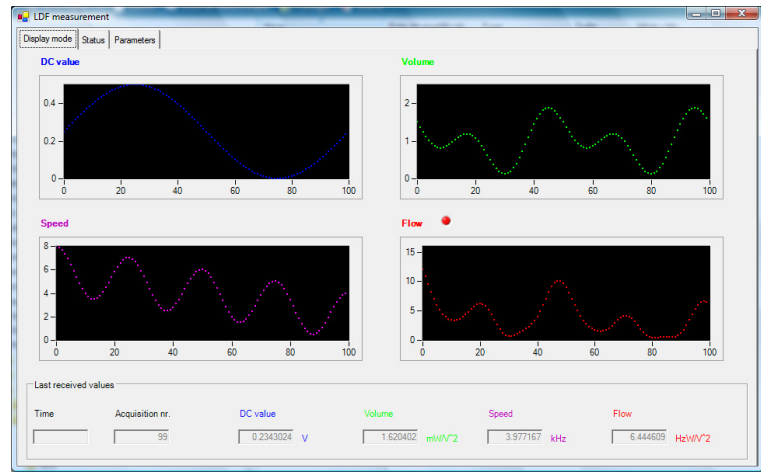 LDF measurement
Display mode Status Parameters
DC value
0.4
0.2
0
0 20 40 60 80 100
Volume
2
1
0
0 20 40 60 80 100
Speed
8
6
4
2
0
0 20 40 60 80 100
Flow
15
10
5
0
0 20 40 60 80 100
Last received values
Time Acquisition nr. DC value Volume Speed Flow
99 0.2343024 V 1.620402 mW/V^2 3.977167 kHz 6.444609 HzW/V^2